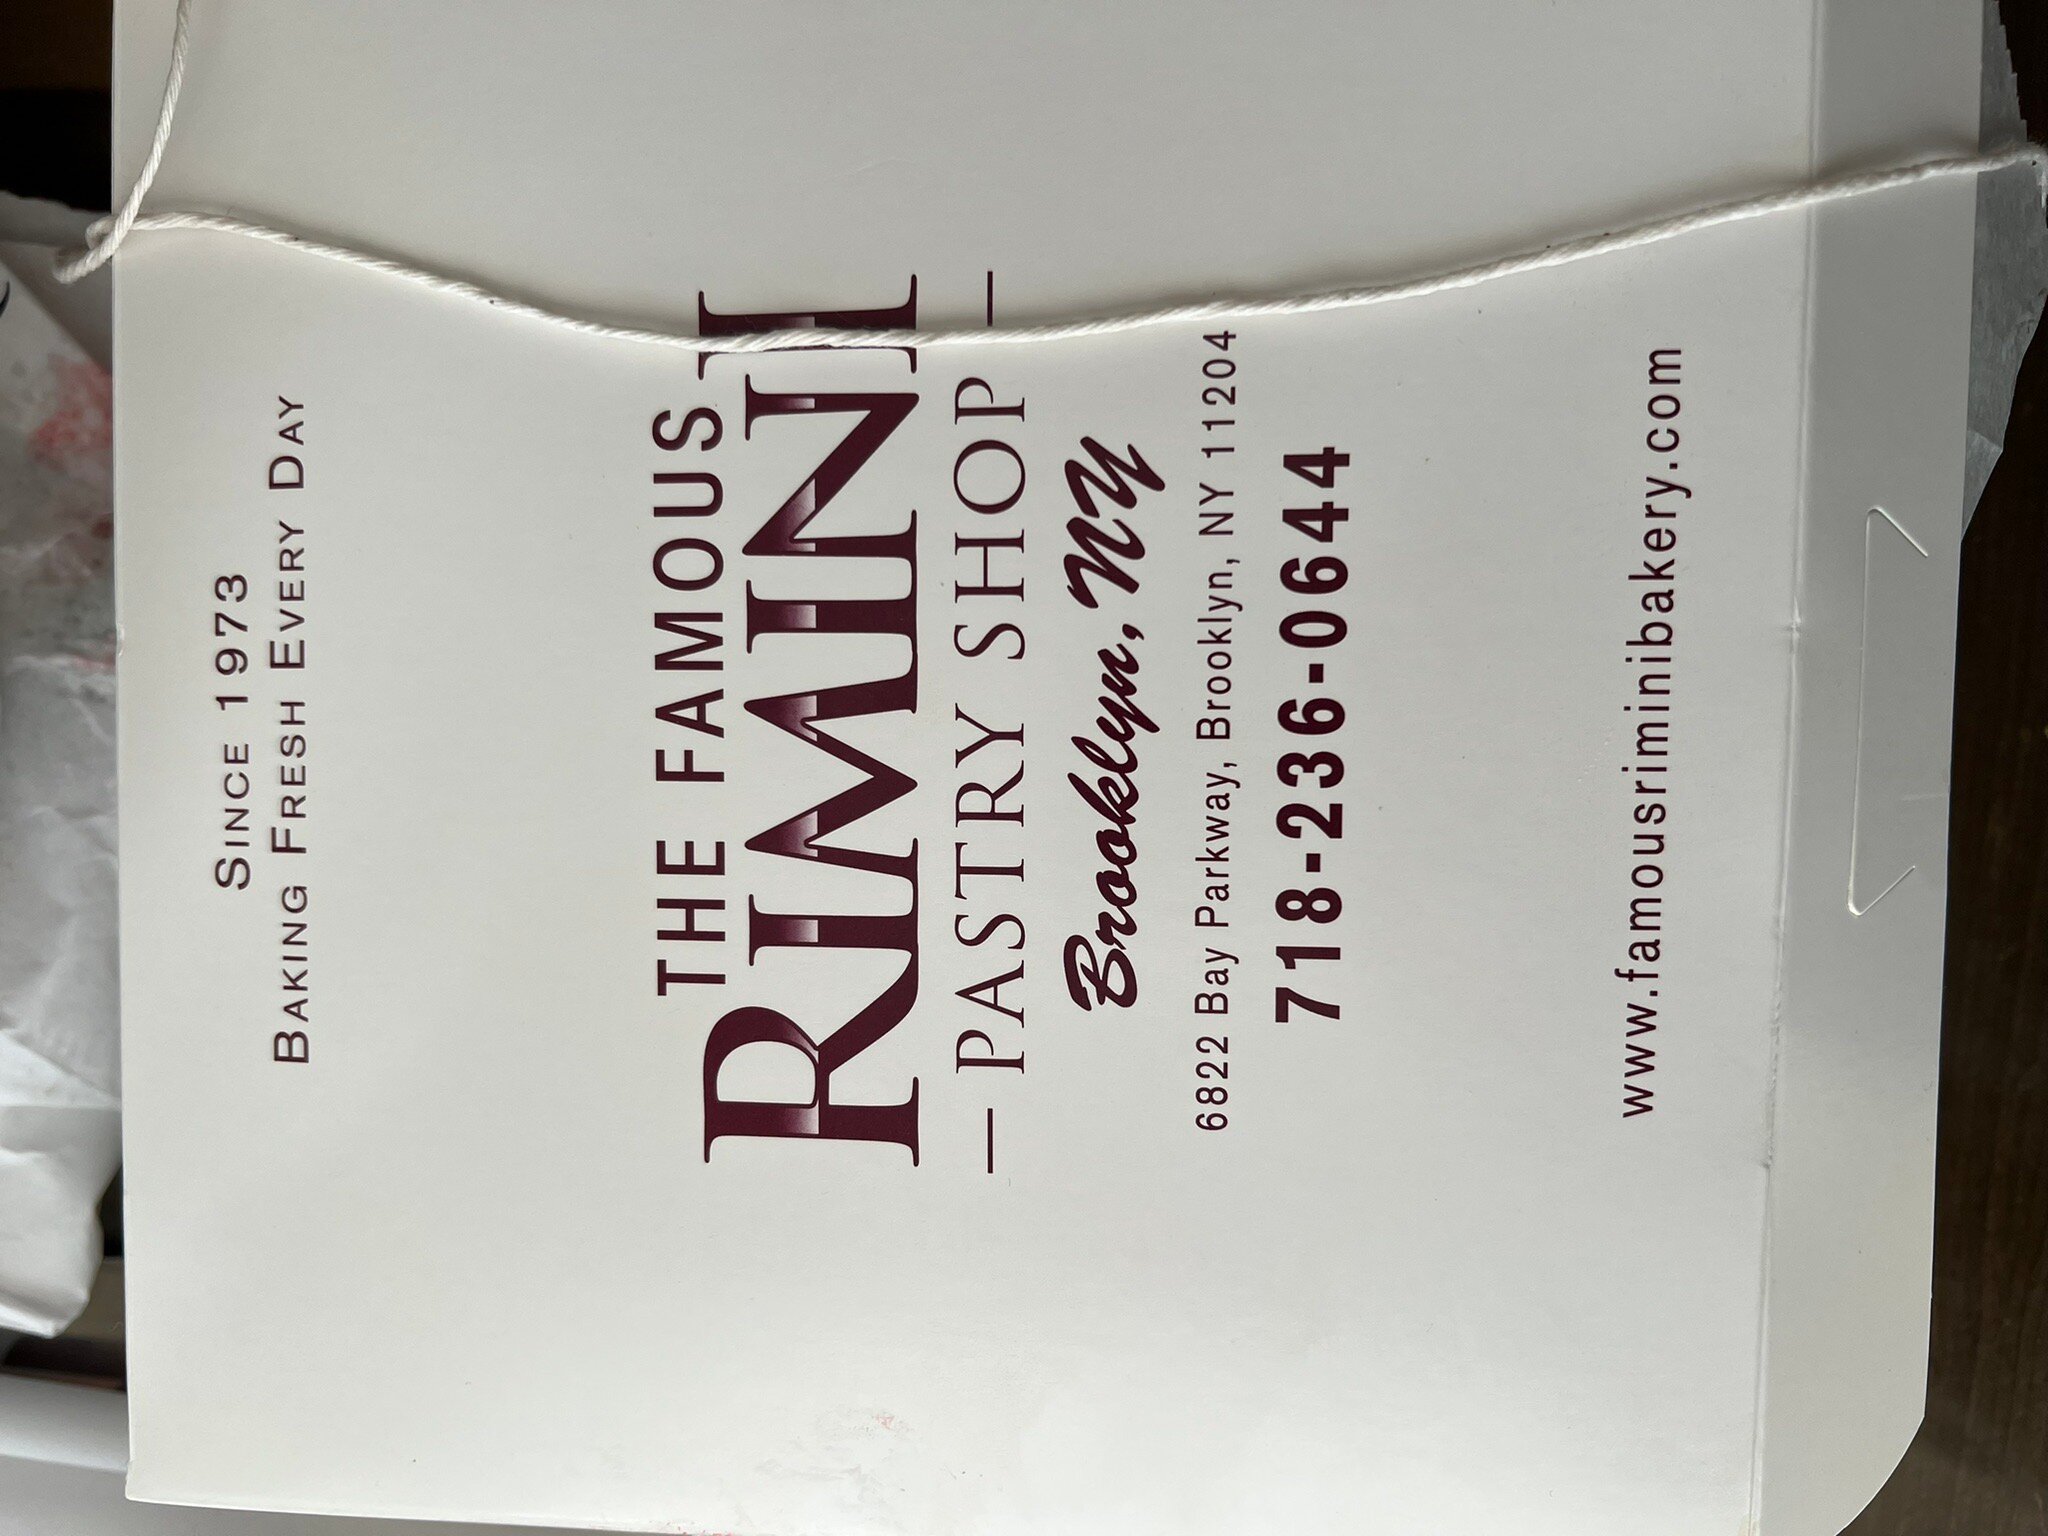 SINCE 1973
BAKING FRESH EVERY DAY
THE FAMOUS
RIMINI
— PASTRY SHOP —
Brooklyn, NY
6822 Bay Parkway, Brooklyn, NY 11204
718-236-0644
www.famousriminibakery.com